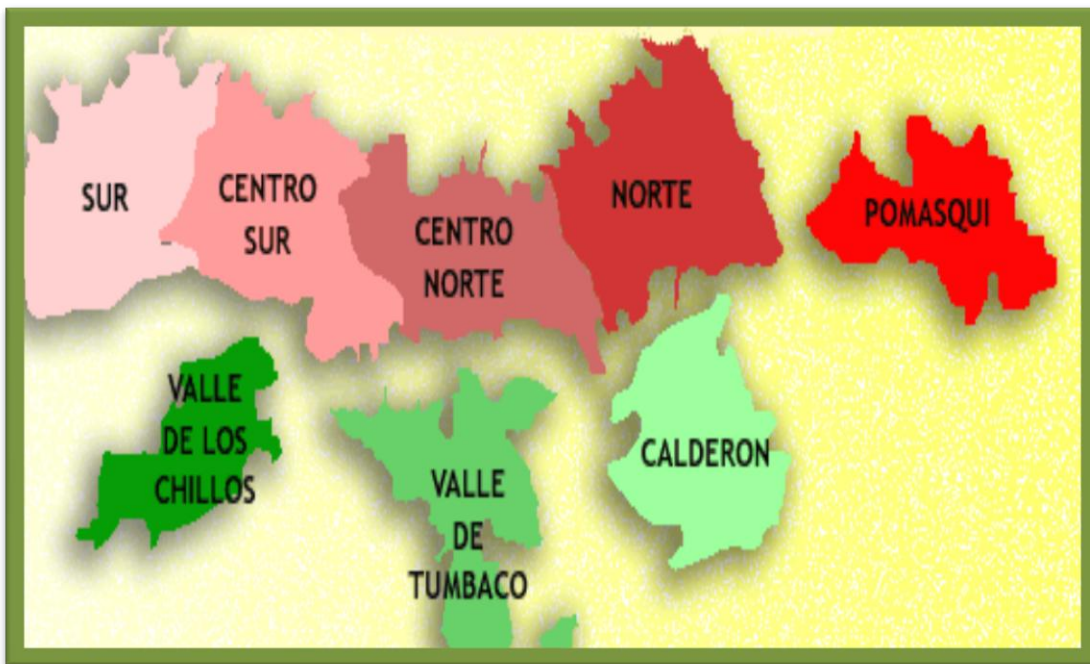 SUR
CENTRO
SUR
CENTRO
NORTE
NORTE
POMASQUI
VALLE
DE LOS
CHILLOS
VALLE
DE
TUMBACO
CALDERON